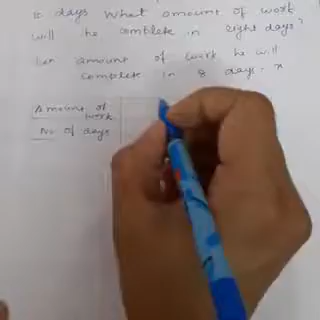 days What amount of work
will he complete in eight days?
Let amount of work he will
complete in 8 days = x
Amount of
work
No of days